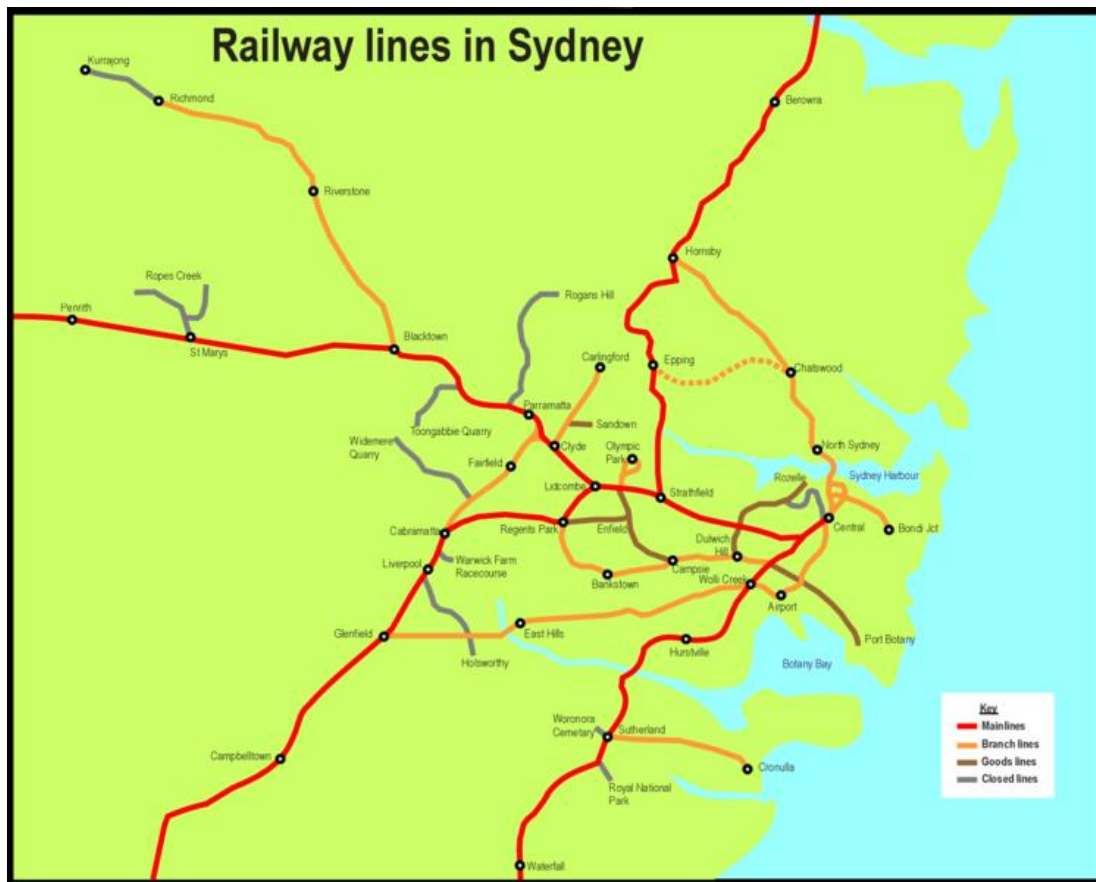 Railway lines in Sydney
Kurrajong
Richmond
Berowra
Riverstone
Hornsby
Ropes Creek
Rogans Hill
Penrith
St Marys
Blacktown
Carlingford
Epping
Chatswood
Parramatta
Toongabbie Quarry
Sandown
Widemere
Quarry
Clyde
Olympic
Park
North Sydney
Fairfield
Sydney Harbour
Rozelle
Lidcombe
Strathfield
Cabramatta
Regents Park
Enfield
Central
Bondi Jct
Dulwich
Hill
Warwick Farm
Racecourse
Liverpool
Campsie
Bankstown
Wolli Creek
Airport
Glenfield
East Hills
Port Botany
Hurstville
Holsworthy
Botany Bay
Woronora
Cemetery
Sutherland
Key
Mainlines
Branch lines
Goods lines
Closed lines
Campbelltown
Cronulla
Royal National
Park
Waterfall